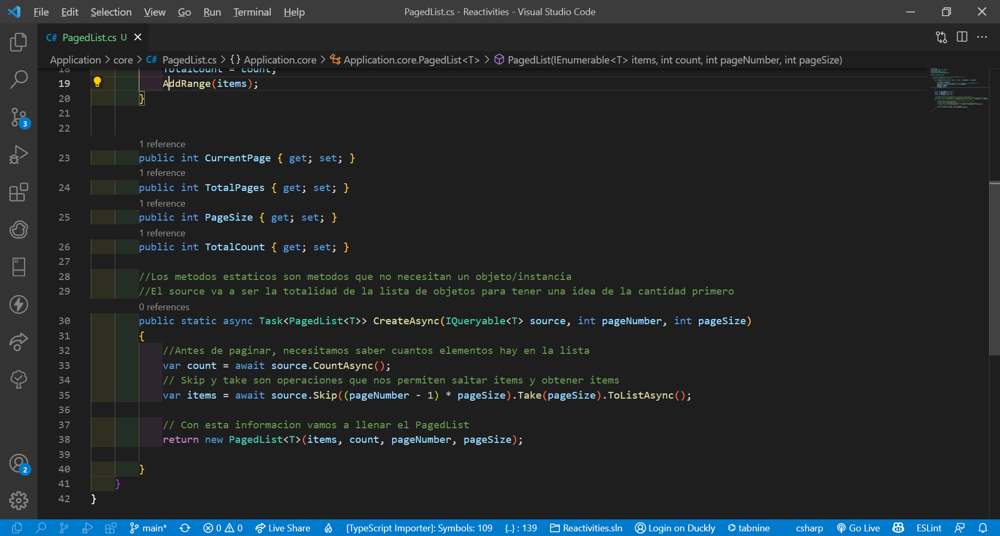 File Edit Selection View Go Run Terminal Help PagedList.cs - Reactivities - Visual Studio Code
C# PagedList.cs U
Application > core > C# PagedList.cs > {} Application.core > Application.core.PagedList<T> > PagedList(IEnumerable<T> items, int count, int pageNumber, int pageSize)
18 TotalCount = count;
19 AddRange(items);
20 }
21
22
1 reference
23 public int CurrentPage { get; set; }
1 reference
24 public int TotalPages { get; set; }
1 reference
25 public int PageSize { get; set; }
1 reference
26 public int TotalCount { get; set; }
27
28 //Los metodos estaticos son metodos que no necesitan un objeto/instancia
29 //El source va a ser la totalidad de la lista de objetos para tener una idea de la cantidad primero
0 references
30 public static async Task<PagedList<T>> CreateAsync(IQueryable<T> source, int pageNumber, int pageSize)
31 {
32 //Antes de paginar, necesitamos saber cuantos elementos hay en la lista
33 var count = await source.CountAsync();
34 // Skip y take son operaciones que nos permiten saltar items y obtener items
35 var items = await source.Skip((pageNumber - 1) * pageSize).Take(pageSize).ToListAsync();
36
37 // Con esta informacion vamos a llenar el PagedList
38 return new PagedList<T>(items, count, pageNumber, pageSize);
39
40 }
41 }
42 }
3
2
main* 0 0 Live Share [TypeScript Importer]: Symbols: 109 {..} : 139 Reactivities.sln Login on Duckly tabnine csharp Go Live ESLint